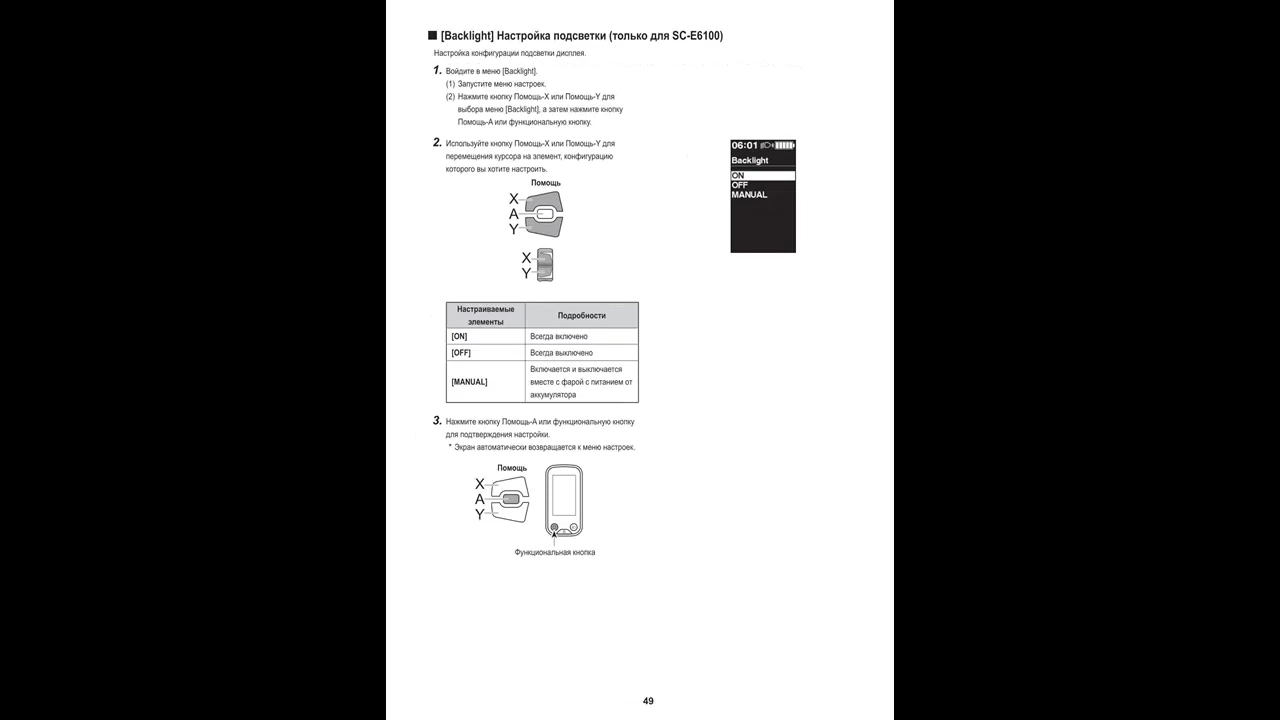 ■ [Backlight] Настройка подсветки (только для SC-E6100)
Настройка конфигурации подсветки дисплея.
1. Войдите в меню [Backlight].
(1) Запустите меню настроек.
(2) Нажмите кнопку Помощь-X или Помощь-Y для
выбора меню [Backlight], а затем нажмите кнопку
Помощь-A или функциональную кнопку.
2. Используйте кнопку Помощь-X или Помощь-Y для
перемещения курсора на элемент, конфигурацию
которого вы хотите настроить.
Помощь
X
A
Y
X
Y
06:01
Backlight
ON
OFF
MANUAL
Настраиваемые
элементы
Подробности
[ON]
Всегда включено
[OFF]
Всегда выключено
[MANUAL]
Включается и выключается
вместе с фарой с питанием от
аккумулятора
3. Нажмите кнопку Помощь-A или функциональную кнопку
для подтверждения настройки.
* Экран автоматически возвращается к меню настроек.
Помощь
X
A
Y
Функциональная кнопка
49